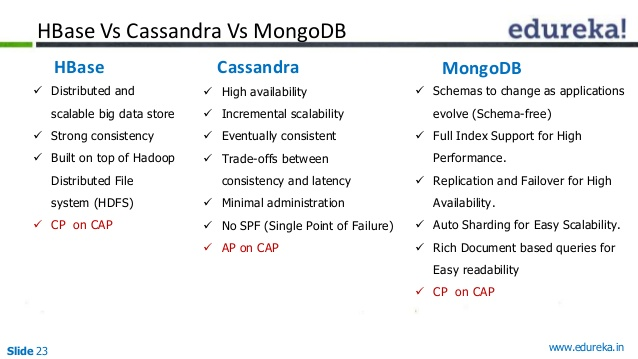 HBase Vs Cassandra Vs MongoDB
edureka!
HBase
✓ Distributed and
scalable big data store
✓ Strong consistency
✓ Built on top of Hadoop
Distributed File
system (HDFS)
✓ CP on CAP
Cassandra
✓ High availability
✓ Incremental scalability
✓ Eventually consistent
✓ Trade-offs between
consistency and latency
✓ Minimal administration
✓ No SPF (Single Point of Failure)
✓ AP on CAP
MongoDB
✓ Schemas to change as applications
evolve (Schema-free)
✓ Full Index Support for High
Performance.
✓ Replication and Failover for High
Availability.
✓ Auto Sharding for Easy Scalability.
✓ Rich Document based queries for
Easy readability
✓ CP on CAP
Slide 23
www.edureka.in